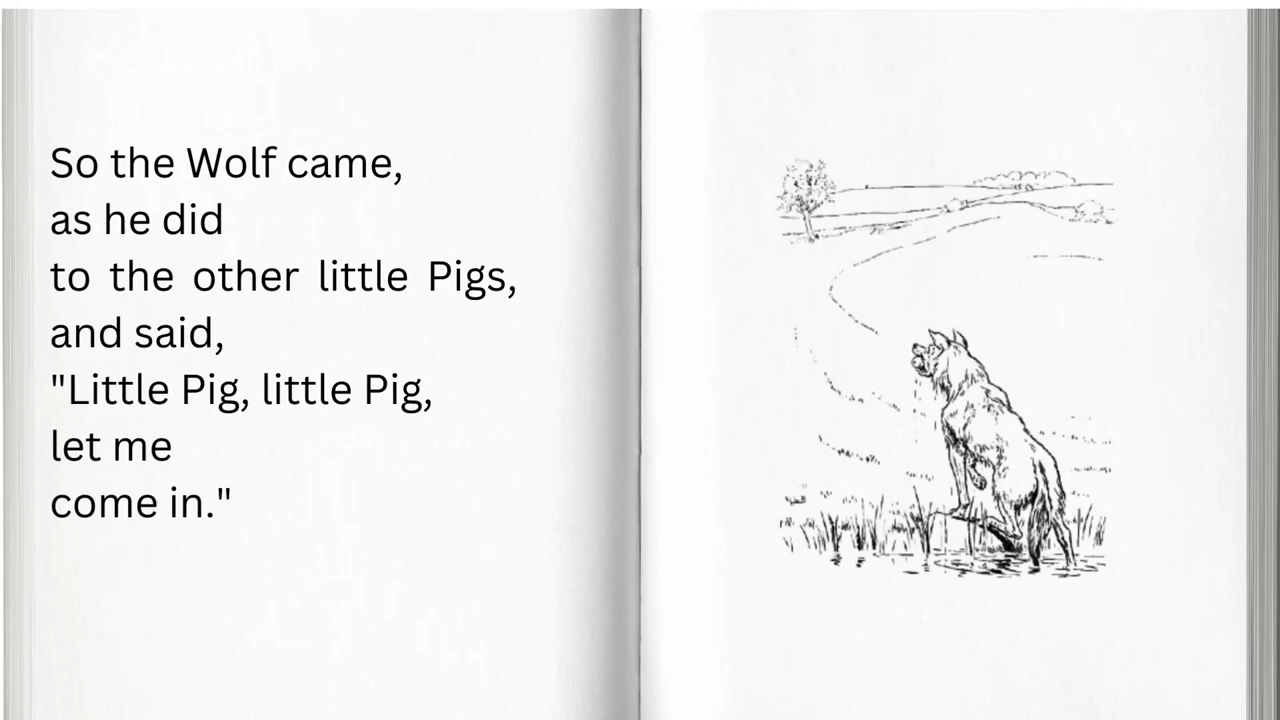 So the Wolf came,
as he did
to the other little Pigs,
and said,
"Little Pig, little Pig,
let me
come in."